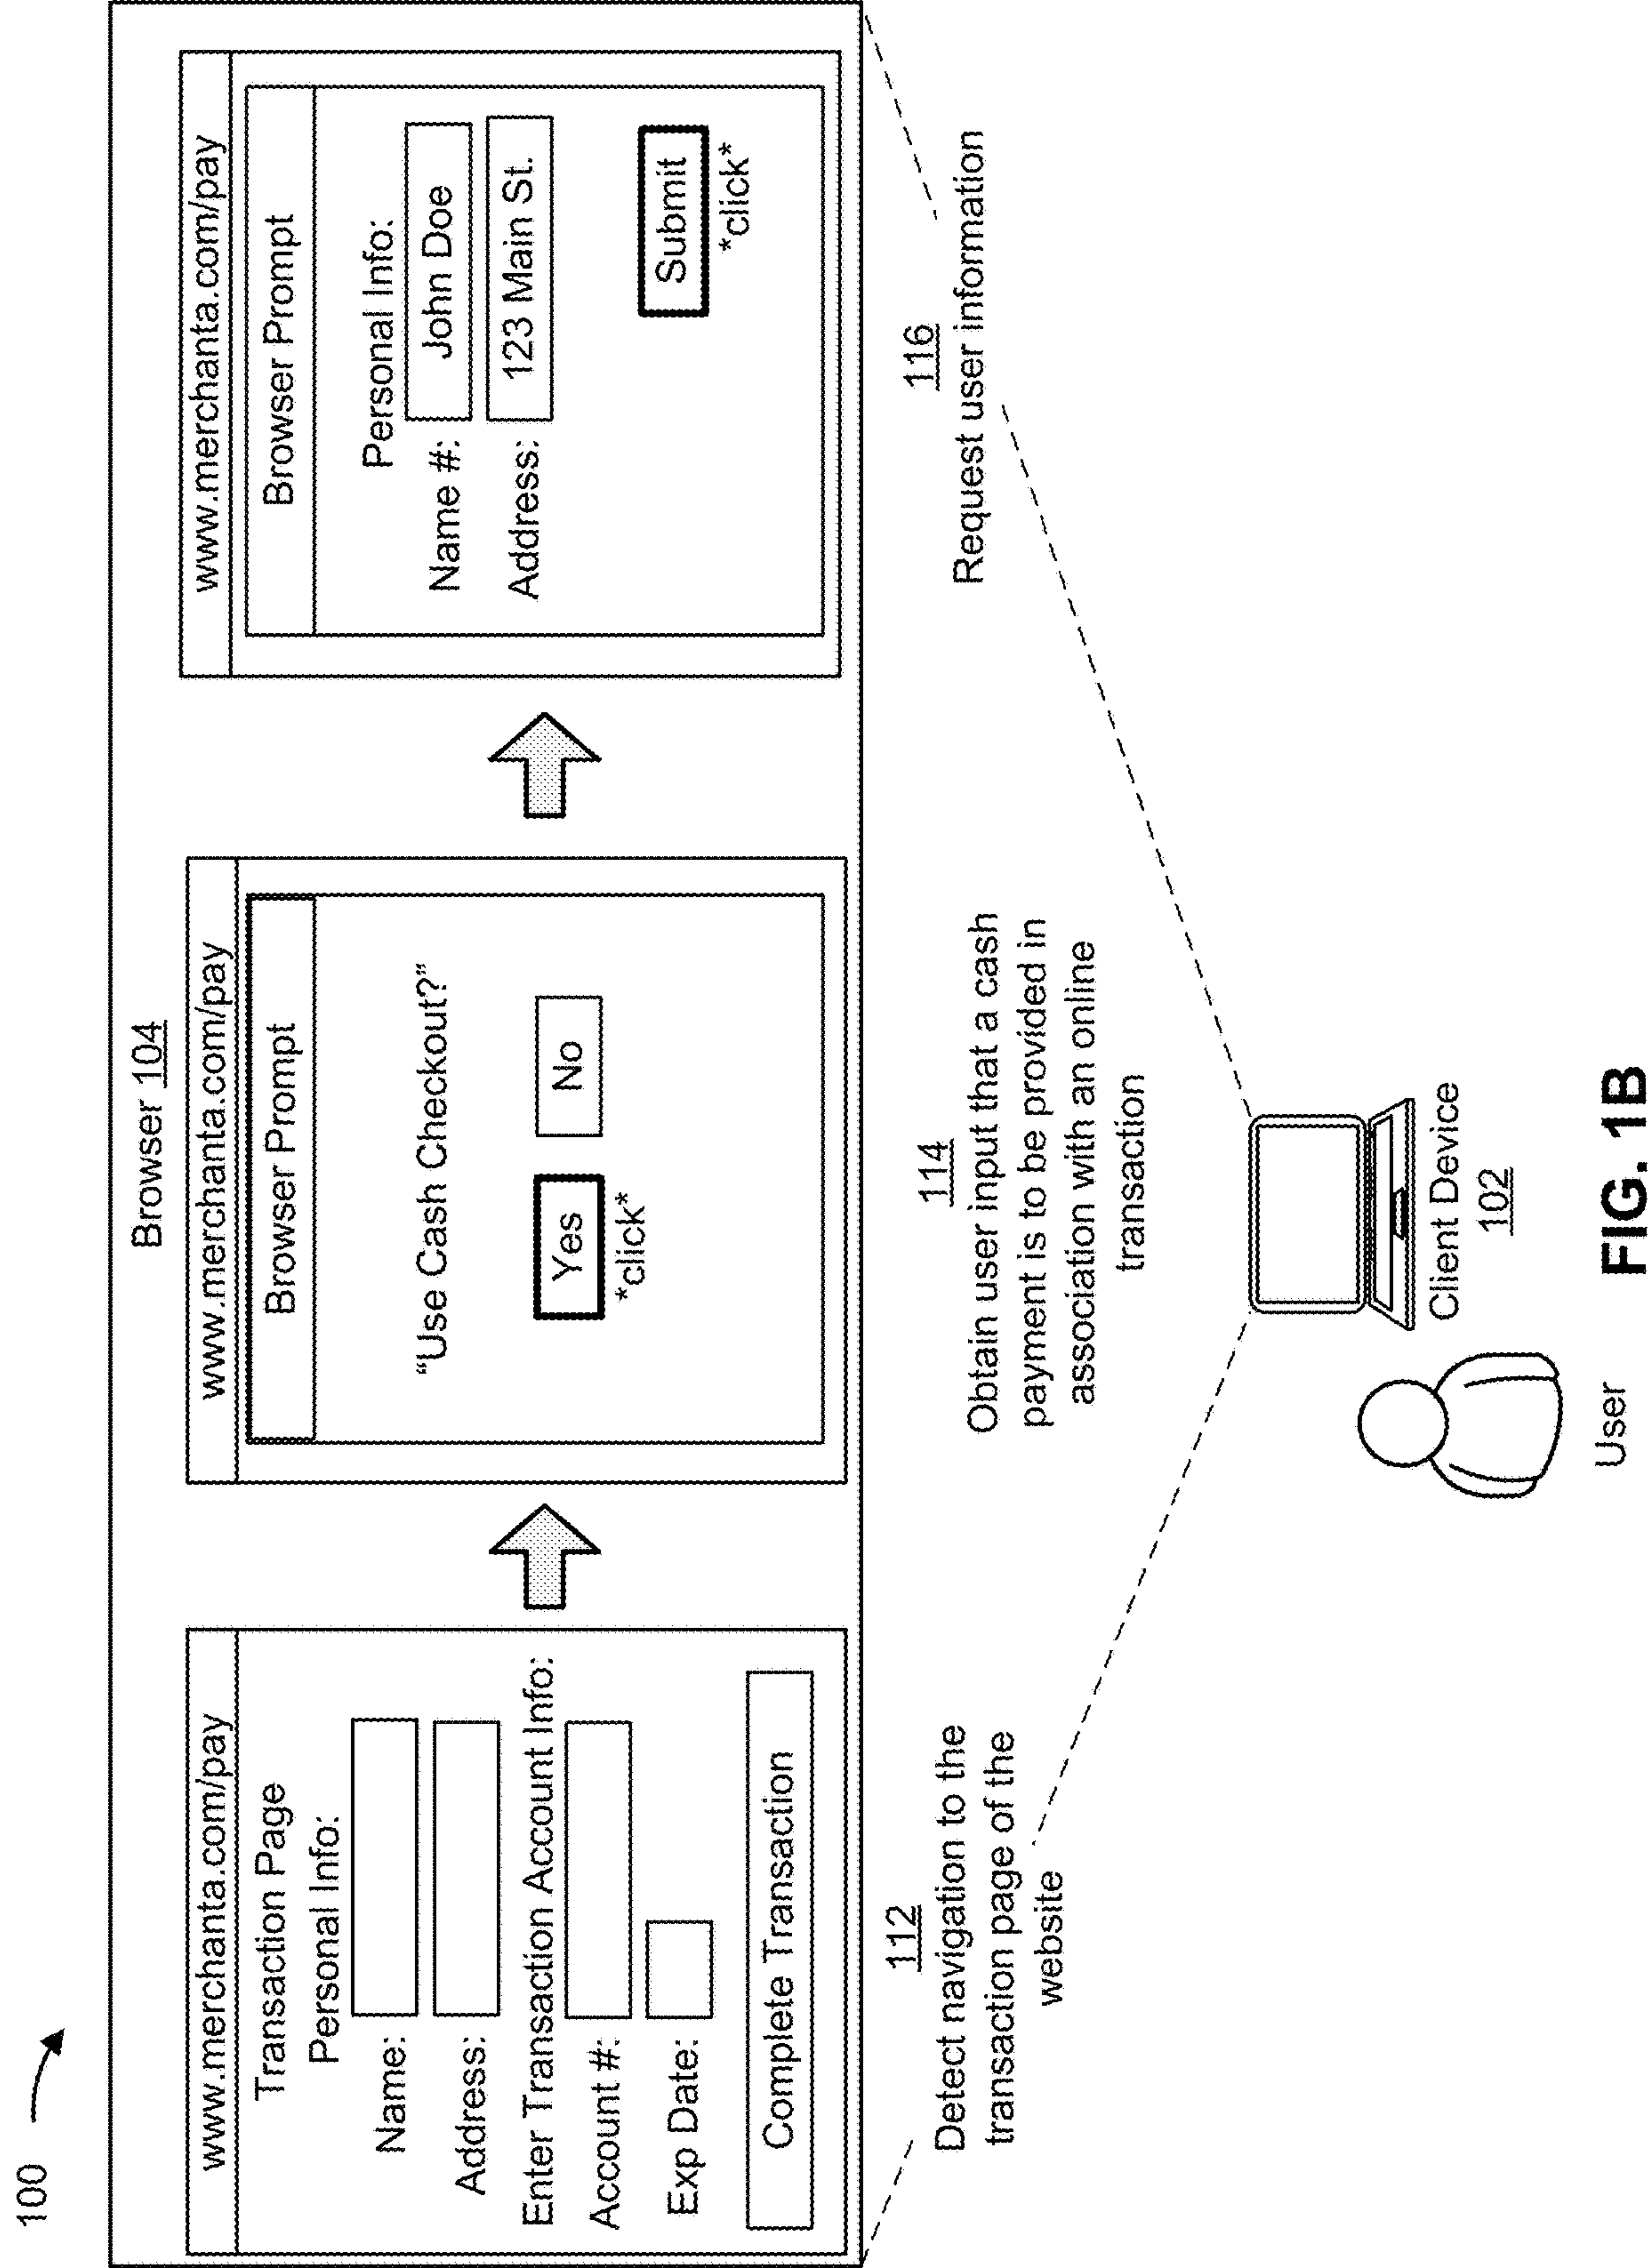 100
Browser 104
www.merchanta.com/pay
Transaction Page
Personal Info:
Name:
Address:
Enter Transaction Account Info:
Account #:
Exp Date:
Complete Transaction
www.merchanta.com/pay
Browser Prompt
“Use Cash Checkout?”
Yes
No
*click*
www.merchanta.com/pay
Browser Prompt
Personal Info:
Name #:
John Doe
Address:
123 Main St.
Submit
*click*
112
Detect navigation to the
transaction page of the
website
114
Obtain user input that a cash
payment is to be provided in
association with an online
transaction
116
Request user information
User
Client Device
102
FIG. 1B